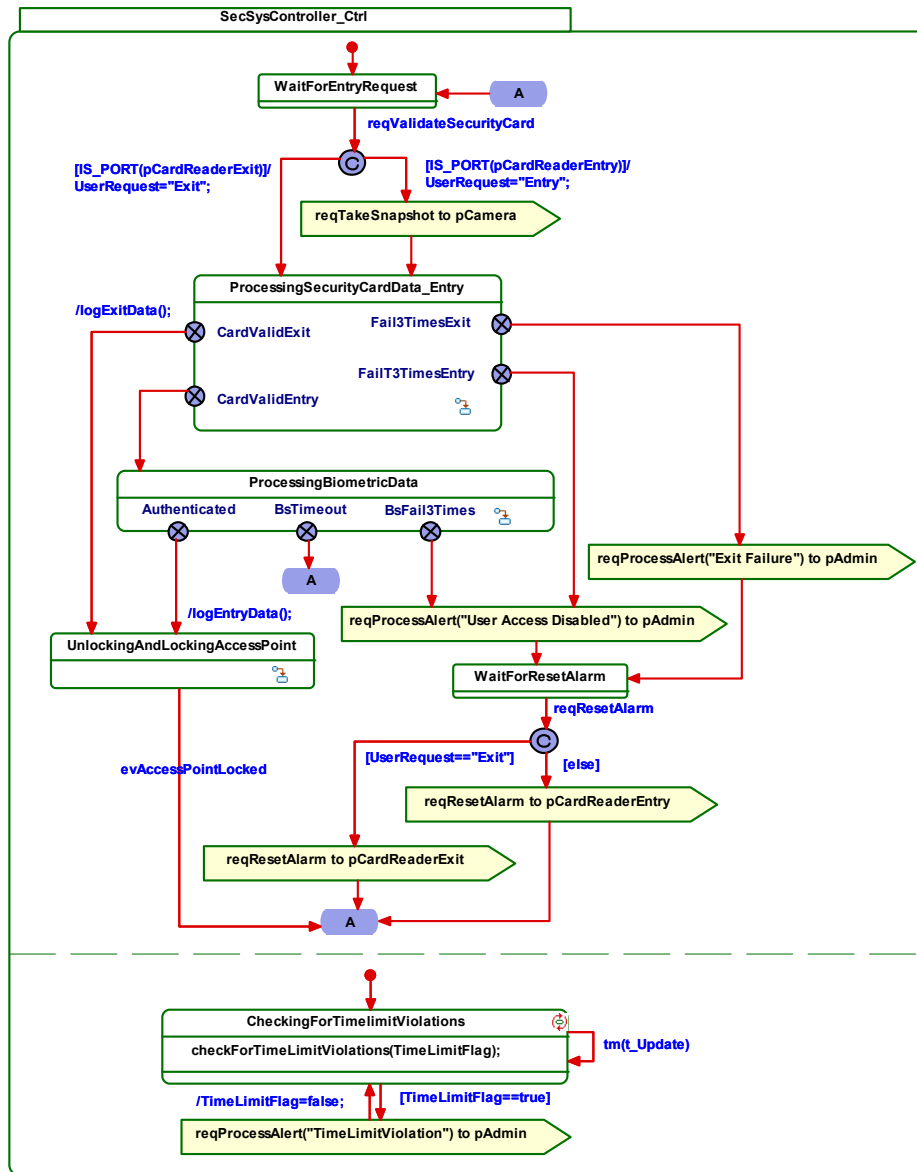 SecSysController_Ctrl
WaitForEntryRequest
A
reqValidateSecurityCard
C
[IS_PORT(pCardReaderExit)]/
UserRequest="Exit";
[IS_PORT(pCardReaderEntry)]/
UserRequest="Entry";
reqTakeSnapshot to pCamera
ProcessingSecurityCardData_Entry
/logExitData();
CardValidExit
Fail3TimesExit
FailT3TimesEntry
CardValidEntry
ProcessingBiometricData
Authenticated
BsTimeout
BsFail3Times
A
reqProcessAlert("Exit Failure") to pAdmin
/logEntryData();
reqProcessAlert("User Access Disabled") to pAdmin
UnlockingAndLockingAccessPoint
WaitForResetAlarm
reqResetAlarm
C
[UserRequest=="Exit"]
[else]
evAccessPointLocked
reqResetAlarm to pCardReaderEntry
reqResetAlarm to pCardReaderExit
A
CheckingForTimelimitViolations
checkForTimeLimitViolations(TimeLimitFlag);
tm(t_Update)
/TimeLimitFlag=false;
[TimeLimitFlag==true]
reqProcessAlert("TimeLimitViolation") to pAdmin